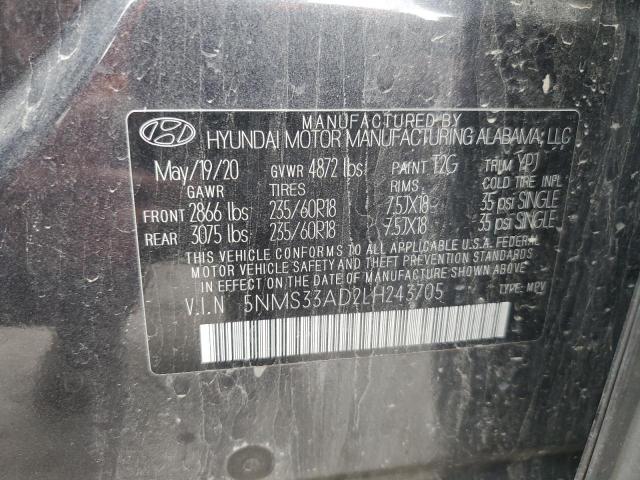 MANUFACTURED BY
HYUNDAI MOTOR MANUFACTURING ALABAMA, LLC
May/19/20 GVWR 4872 lbs PAINT T2G TRIM YPJ
GAWR TIRES RIMS COLD TIRE INPL
FRONT 2866 lbs 235/60R18 7.5JX18 35 psi SINGLE
REAR 3075 lbs 235/60R18 7.5JX18 35 psi SINGLE
THIS VEHICLE CONFORMS TO ALL APPLICABLE U.S.A. FEDERAL
MOTOR VEHICLE SAFETY AND THEFT PREVENTION STANDARDS
IN EFFECT ON THE DATE OF MANUFACTURE SHOWN ABOVE.
V.I.N 5NMS33AD2LH243705 TYPE: MPV